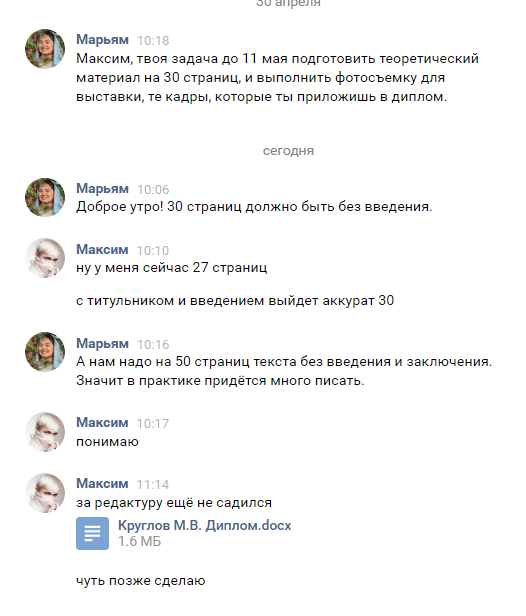 30 апреля
Марьям 10:18
Максим, твоя задача до 11 мая подготовить теоретический
материал на 30 страниц, и выполнить фотосъемку для
выставки, те кадры, которые ты приложишь в диплом.
сегодня
Марьям 10:06
Доброе утро! 30 страниц должно быть без введения.
Максим 10:10
ну у меня сейчас 27 страниц
с титульником и введением выйдет аккурат 30
Марьям 10:16
А нам надо на 50 страниц текста без введения и заключения.
Значит в практике придётся много писать.
Максим 10:17
понимаю
Максим 11:14
за редактуру ещё не садился
Круглов М.В. Диплом.docx
1.6 МБ
чуть позже сделаю